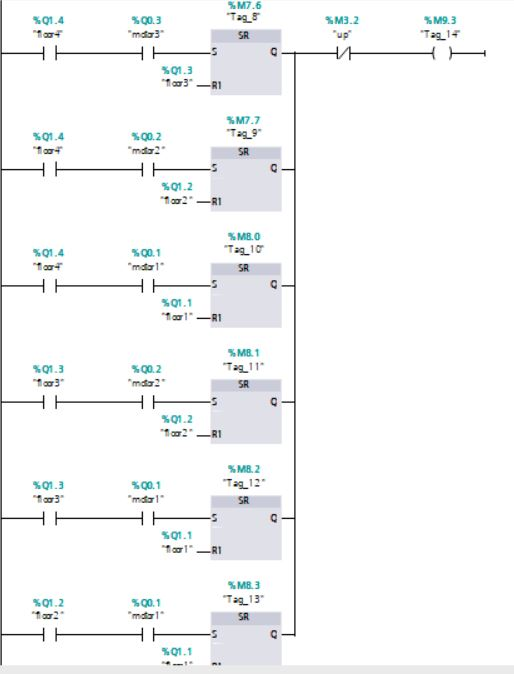 %M7.6
%Q1.4 %Q0.3 "Tag_8" %M3.2 %M9.3
"floor4" "motor3" SR "up" "Tag_14"
S Q
%Q1.3
"floor3" R1
%M7.7
%Q1.4 %Q0.2 "Tag_9"
"floor4" "motor2" SR
S Q
%Q1.2
"floor2" R1
%M8.0
%Q1.4 %Q0.1 "Tag_10"
"floor4" "motor1" SR
S Q
%Q1.1
"floor1" R1
%M8.1
%Q1.3 %Q0.2 "Tag_11"
"floor3" "motor2" SR
S Q
%Q1.2
"floor2" R1
%M8.2
%Q1.3 %Q0.1 "Tag_12"
"floor3" "motor1" SR
S Q
%Q1.1
"floor1" R1
%M8.3
%Q1.2 %Q0.1 "Tag_13"
"floor2" "motor1" SR
S Q
%Q1.1